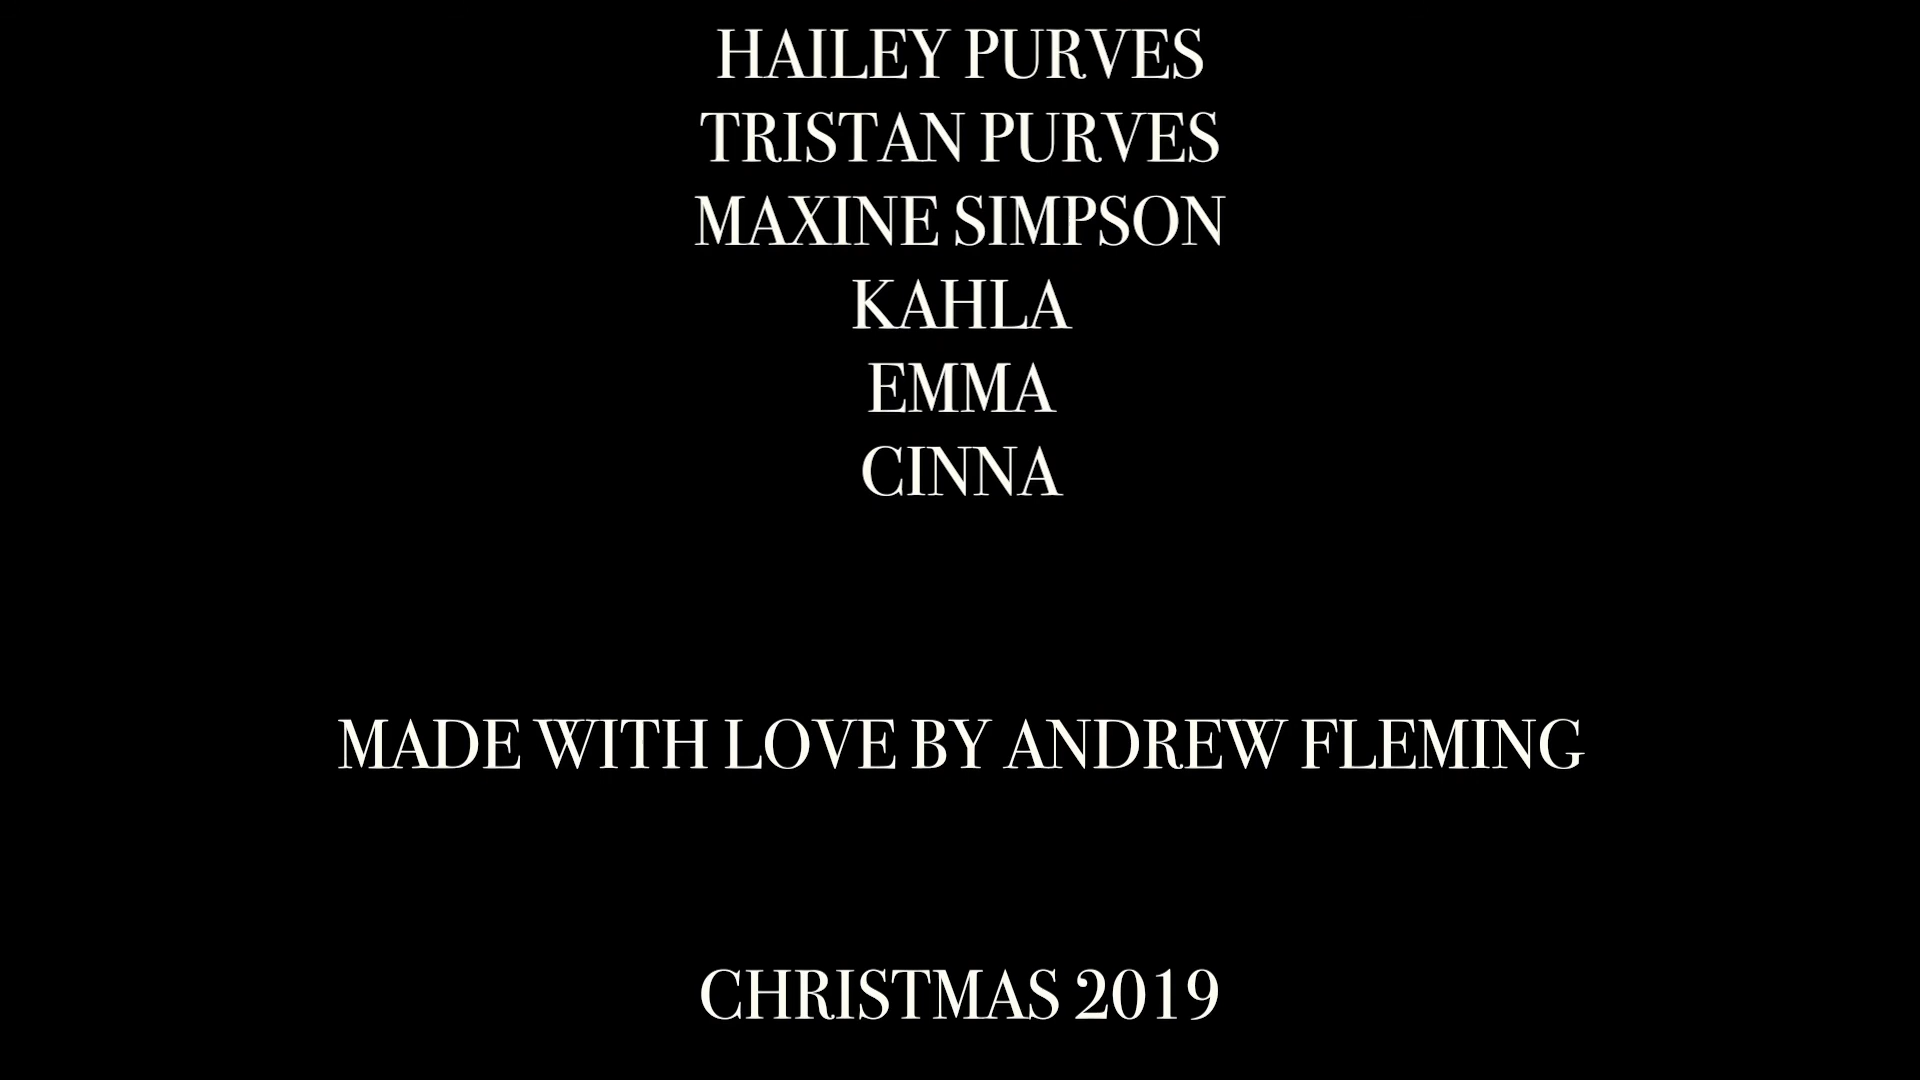 HAILEY PURVES
TRISTAN PURVES
MAXINE SIMPSON
KAHLA
EMMA
CINNA
MADE WITH LOVE BY ANDREW FLEMING
CHRISTMAS 2019